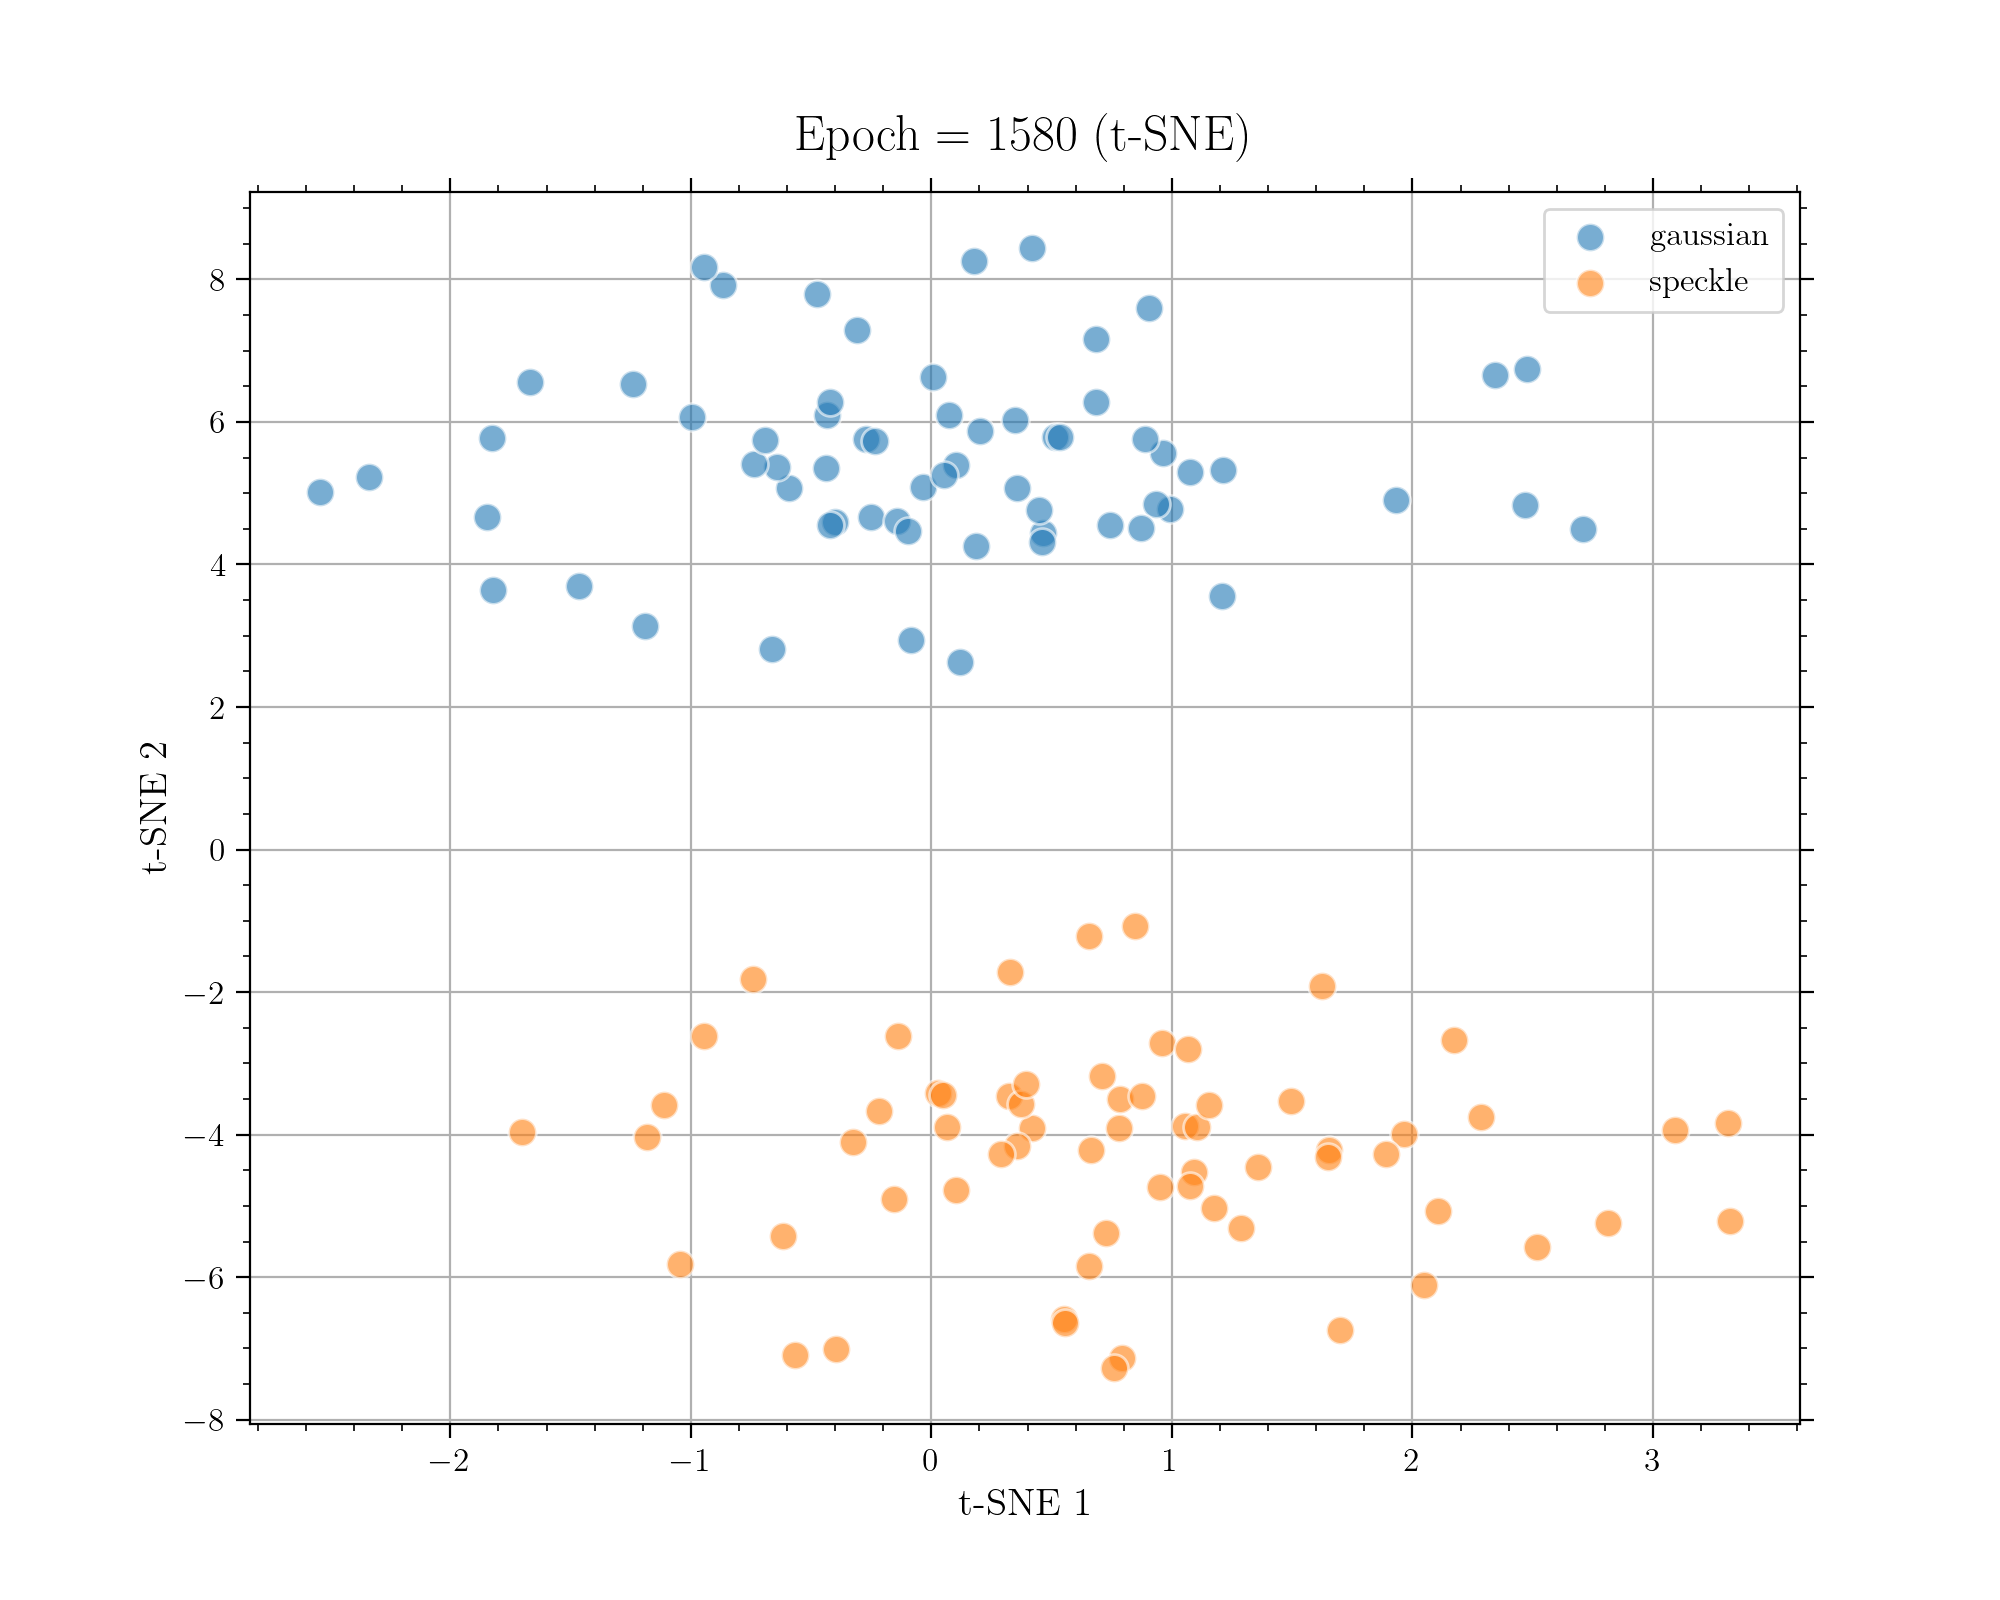 Epoch = 1580 (t-SNE)
gaussian
speckle
8
6
4
2
0
−2
−4
−6
−8
t-SNE 2
−2 −1 0 1 2 3
t-SNE 1